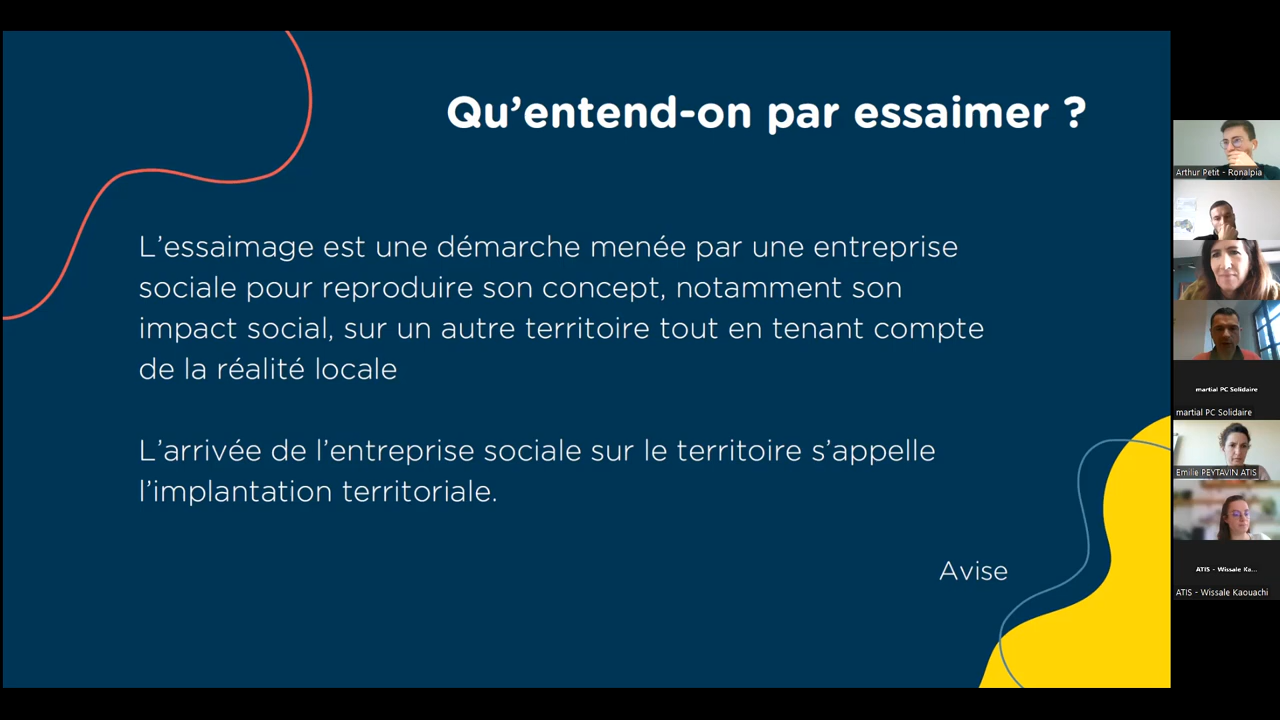 Qu’entend-on par essaimer ?
L’essaimage est une démarche menée par une entreprise
sociale pour reproduire son concept, notamment son
impact social, sur un autre territoire tout en tenant compte
de la réalité locale
L’arrivée de l’entreprise sociale sur le territoire s’appelle
l’implantation territoriale.
Avise
Arthur Petit - Ronalpia
martial PC Solidaire
martial PC Solidaire
Emilie PEYTAVIN ATIS
ATIS - Wissale Ka...
ATIS - Wissale Kaouachi